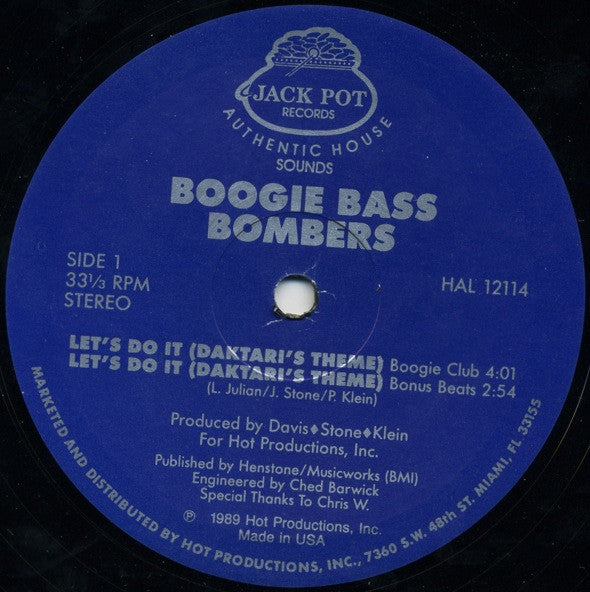 JACK POT
RECORDS
AUTHENTIC HOUSE
SOUNDS
BOOGIE BASS
BOMBERS
SIDE 1
33⅓ RPM
STEREO
HAL 12114
LET'S DO IT (DAKTARI'S THEME) Boogie Club 4:01
LET'S DO IT (DAKTARI'S THEME) Bonus Beats 2:54
(L. Julian/J. Stone/P. Klein)
Produced by Davis♦Stone♦Klein
For Hot Productions, Inc.
Published by Henstone/Musicworks (BMI)
Engineered by Ched Barwick
Special Thanks To Chris W.
℗ 1989 Hot Productions, Inc.
Made in USA
MARKETED AND DISTRIBUTED BY HOT PRODUCTIONS, INC., 7360 S.W. 48th ST. MIAMI, FL 33155